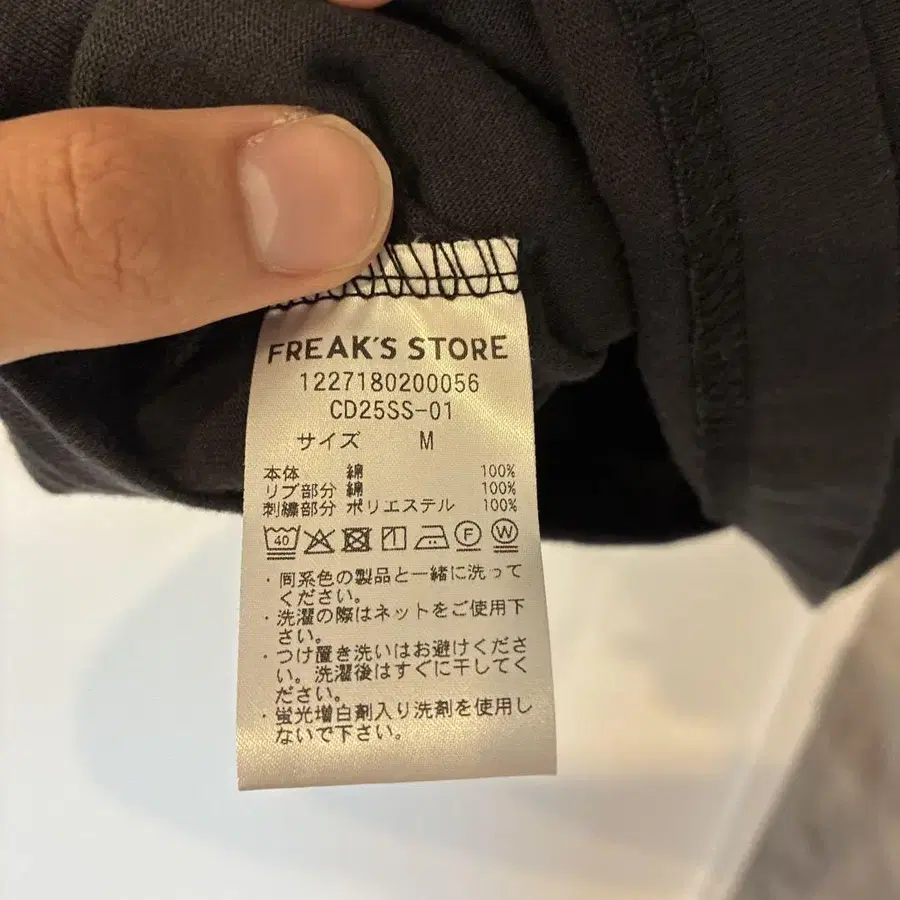 FREAK'S STORE
1227180200056
CD25SS-01
サイズ M
本体 綿 100%
リブ部分 綿 100%
刺繍部分 ポリエステル 100%
40 F W
・同系色の製品と一緒に洗って
ください。
・洗濯の際はネットをご使用下
さい。
・つけ置き洗いはお避けくださ
い。洗濯後はすぐに干してく
ださい。
・蛍光増白剤入り洗剤を使用し
ないで下さい。